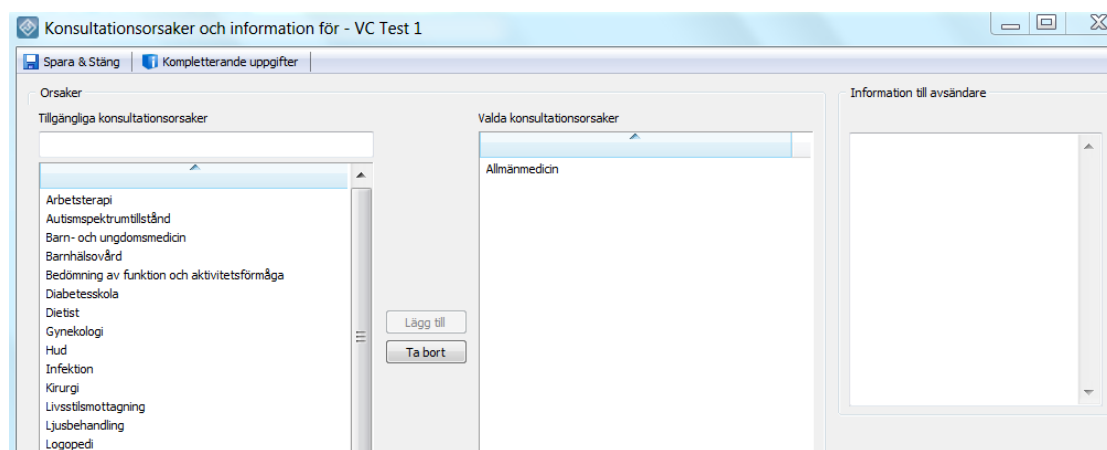 Konsultationsorsaker och information för - VC Test 1
Spara & Stäng
Kompletterande uppgifter
Orsaker
Tillgängliga konsultationsorsaker
Arbetsterapi
Autismspektrumtillstånd
Barn- och ungdomsmedicin
Barnhälsovård
Bedömning av funktion och aktivitetsförmåga
Diabetesskola
Dietist
Gynekologi
Hud
Infektion
Kirurgi
Livsstilsmottagning
Ljusbehandling
Logopedi
Lägg till
Ta bort
Valda konsultationsorsaker
Allmänmedicin
Information till avsändare